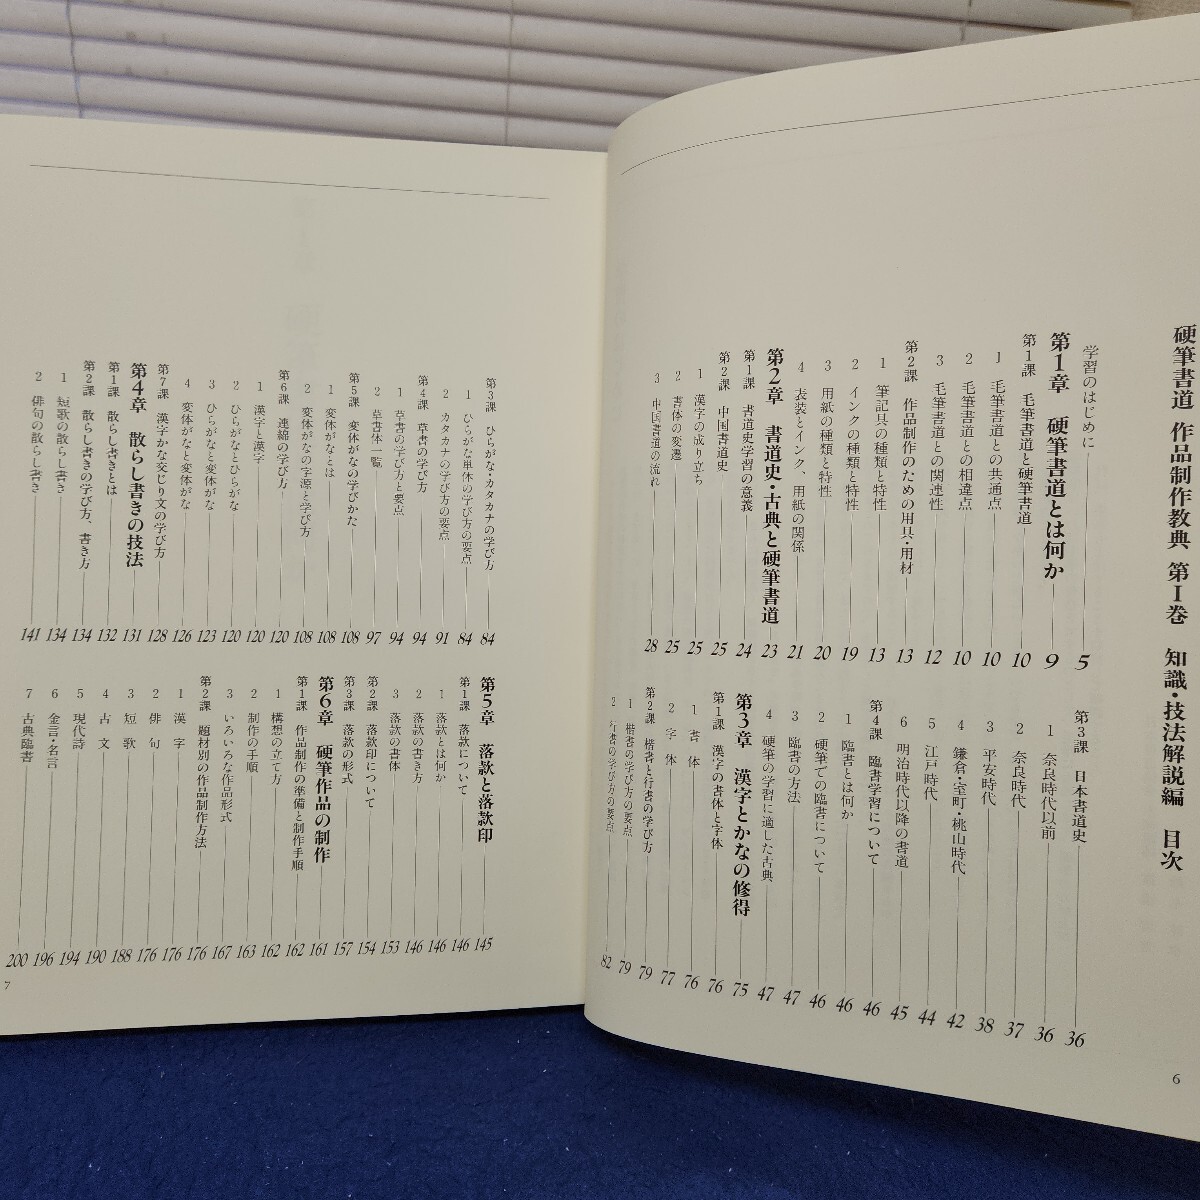 硬筆書道 作品制作教典 第Ⅰ巻 知識・技法解説編 目次
学習のはじめに 5
第1章 硬筆書道とは何か 9
第1課 毛筆書道と硬筆書道 10
1 毛筆書道との共通点 10
2 毛筆書道との相違点 10
3 毛筆書道との関連性 12
第2課 作品制作のための用具・用材 13
1 筆記具の種類と特性 13
2 インクの種類と特性 19
3 用紙の種類と特性 20
4 表装とインク、用紙の関係 21
第2章 書道史・古典と硬筆書道 23
第1課 書道史学習の意義 24
第2課 中国書道史 25
1 漢字の成り立ち 25
2 書体の変遷 25
3 中国書道の流れ 28
第3課 日本書道史 36
1 奈良時代以前 36
2 奈良時代 37
3 平安時代 38
4 鎌倉・室町・桃山時代 42
5 江戸時代 44
6 明治時代以降の書道 45
第4課 臨書学習について 46
1 臨書とは何か 46
2 硬筆での臨書について 46
3 臨書の方法 47
4 硬筆の学習に適した古典 47
第3章 漢字とかなの修得 75
第1課 漢字の書体と字体 76
1 書体 76
2 字体 77
第2課 楷書と行書の学び方 79
1 楷書の学び方の要点 79
2 行書の学び方の要点 82
6
第3課 ひらがな・カタカナの学び方 84
1 ひらがな単体の学び方の要点 84
2 カタカナの学び方の要点 91
第4課 草書の学び方 94
1 草書の学び方と要点 94
2 草書体一覧 97
第5課 変体がなの学びかた 108
1 変体がなとは 108
2 変体がなの字源と学び方 108
第6課 連綿の学び方 120
1 漢字と漢字 120
2 ひらがなとひらがな 120
3 ひらがなと変体がな 123
4 変体がなと変体がな 126
第7課 漢字かな交じり文の学び方 128
第4章 散らし書きの技法 131
第1課 散らし書きとは 132
第2課 散らし書きの学び方、書き方 134
1 短歌の散らし書き 134
2 俳句の散らし書き 141
第5章 落款と落款印 145
第1課 落款について 146
1 落款とは何か 146
2 落款の書き方 146
3 落款の書体 153
第2課 落款印について 154
第3課 落款の形式 157
第6章 硬筆作品の制作 161
第1課 作品制作の準備と制作手順 162
1 構想の立て方 162
2 制作の手順 163
3 いろいろな作品形式 167
第2課 題材別の作品制作方法 176
1 漢字 176
2 俳句 176
3 短歌 188
4 古文 190
5 現代詩 194
6 金言・名言 196
7 古典臨書 200
7